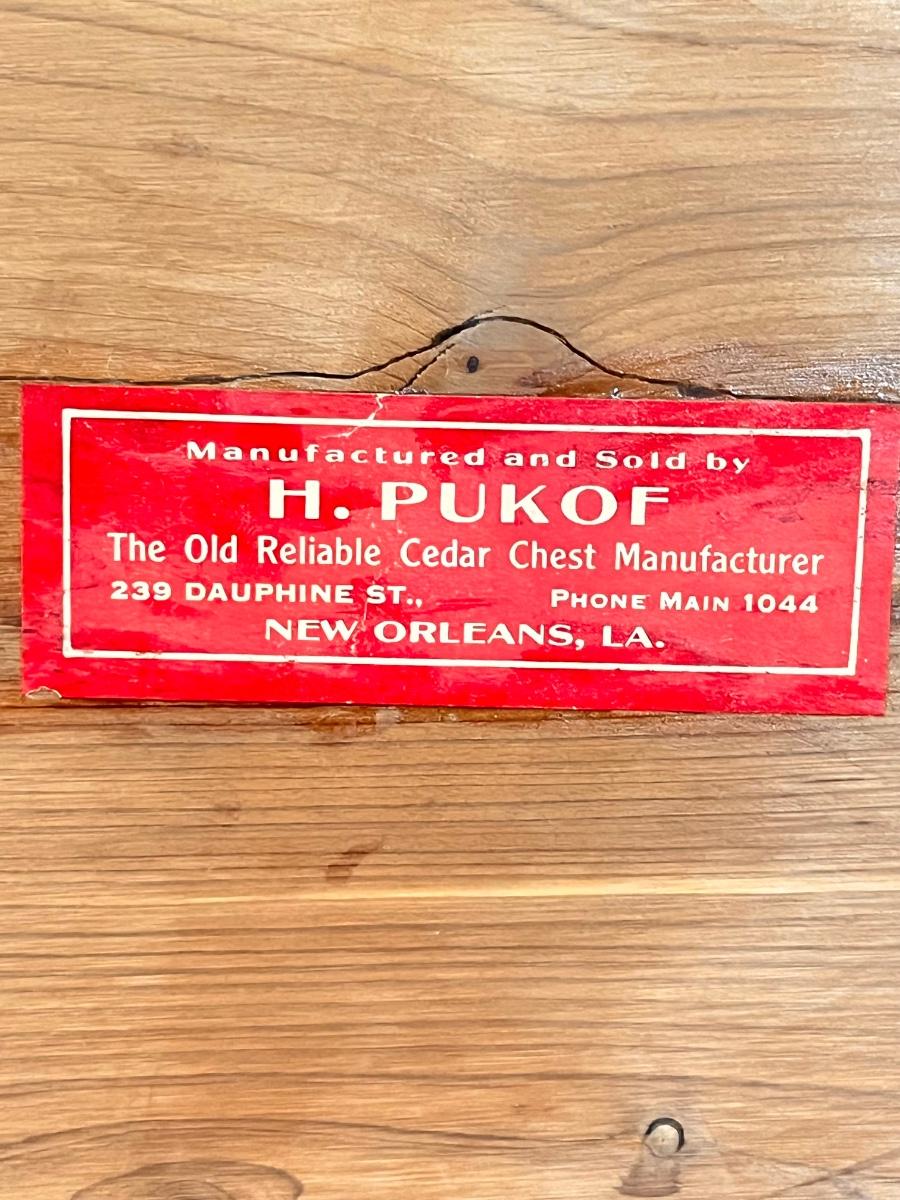 Manufactured and Sold by
H. PUKOF
The Old Reliable Cedar Chest Manufacturer
239 DAUPHINE ST., PHONE MAIN 1044
NEW ORLEANS, LA.